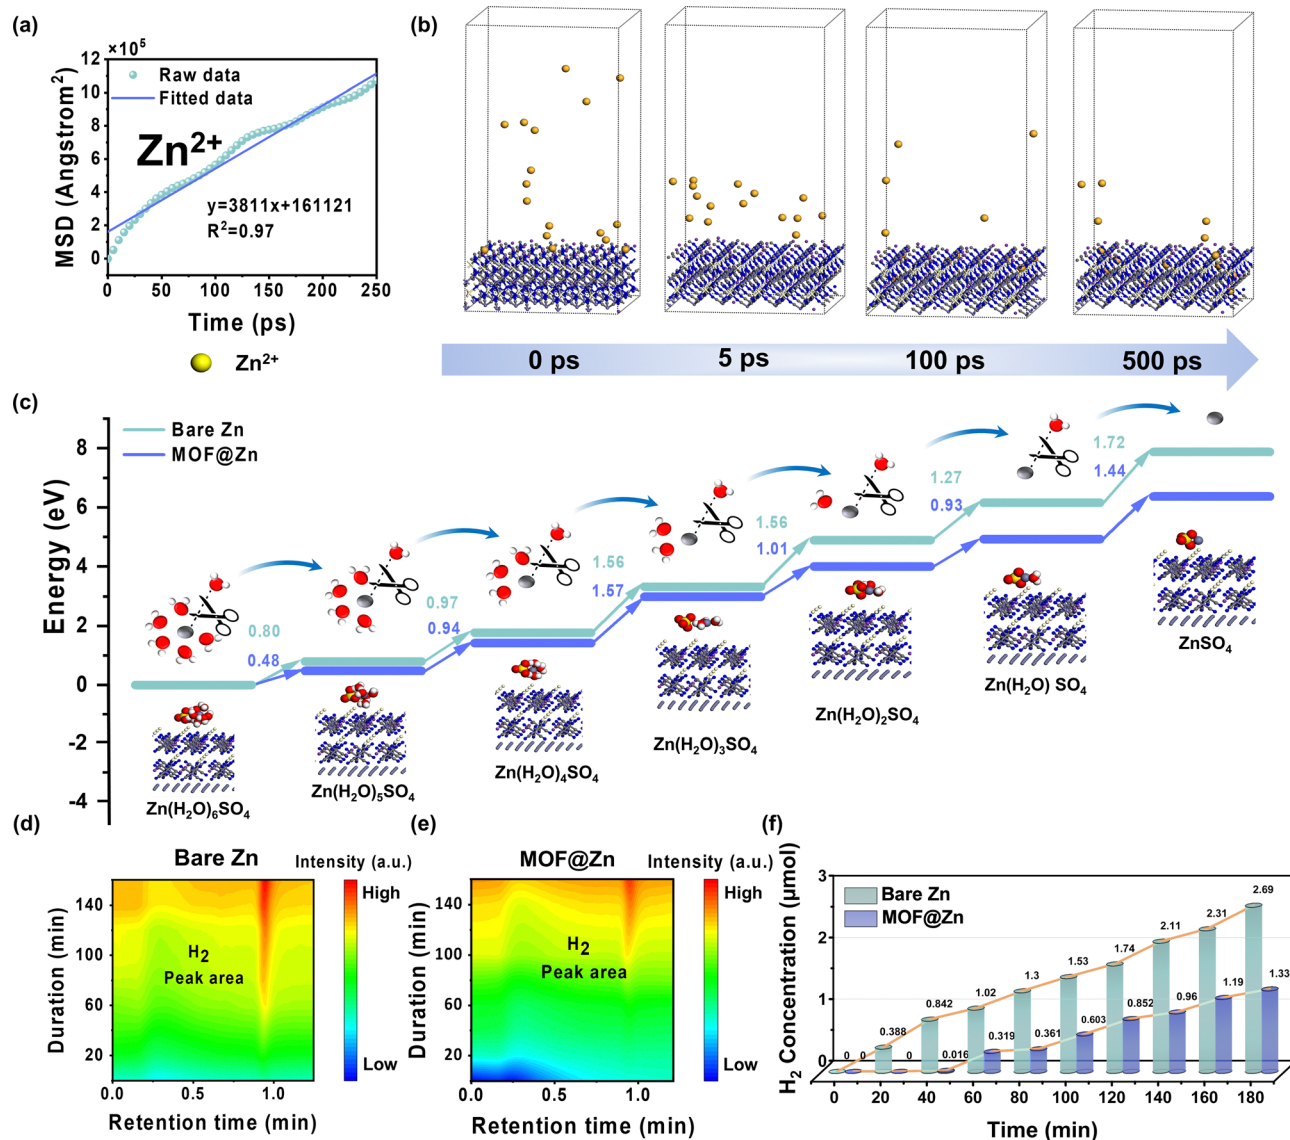 (a)
×10⁵
MSD (Angstrom²)
12
10
8
6
4
2
0
Raw data
Fitted data
Zn²⁺
y=3811x+161121
R²=0.97
0 50 100 150 200 250
Time (ps)
Zn²⁺
(b)
0 ps 5 ps 100 ps 500 ps
(c)
Energy (eV)
8
6
4
2
0
-2
-4
Bare Zn
MOF@Zn
0.80
0.48
0.97
0.94
1.56
1.57
1.56
1.01
1.27
0.93
1.72
1.44
Zn(H₂O)₆SO₄
Zn(H₂O)₅SO₄
Zn(H₂O)₄SO₄
Zn(H₂O)₃SO₄
Zn(H₂O)₂SO₄
Zn(H₂O) SO₄
ZnSO₄
(d)
Bare Zn
Intensity (a.u.)
High
Low
Duration (min)
140
100
60
20
H₂
Peak area
0.0 0.6 1.2
Retention time (min)
(e)
MOF@Zn
Intensity (a.u.)
High
Low
Duration (min)
140
100
60
20
H₂
Peak area
0.0 0.6 1.2
Retention time (min)
(f)
H₂ Concentration (μmol)
3
2
1
0
Bare Zn
MOF@Zn
0 0.388 0.842 1.02 1.3 1.53 1.74 2.11 2.31 2.69
0 0 0.016 0.319 0.361 0.603 0.852 0.96 1.19 1.33
0 20 40 60 80 100 120 140 160 180
Time (min)